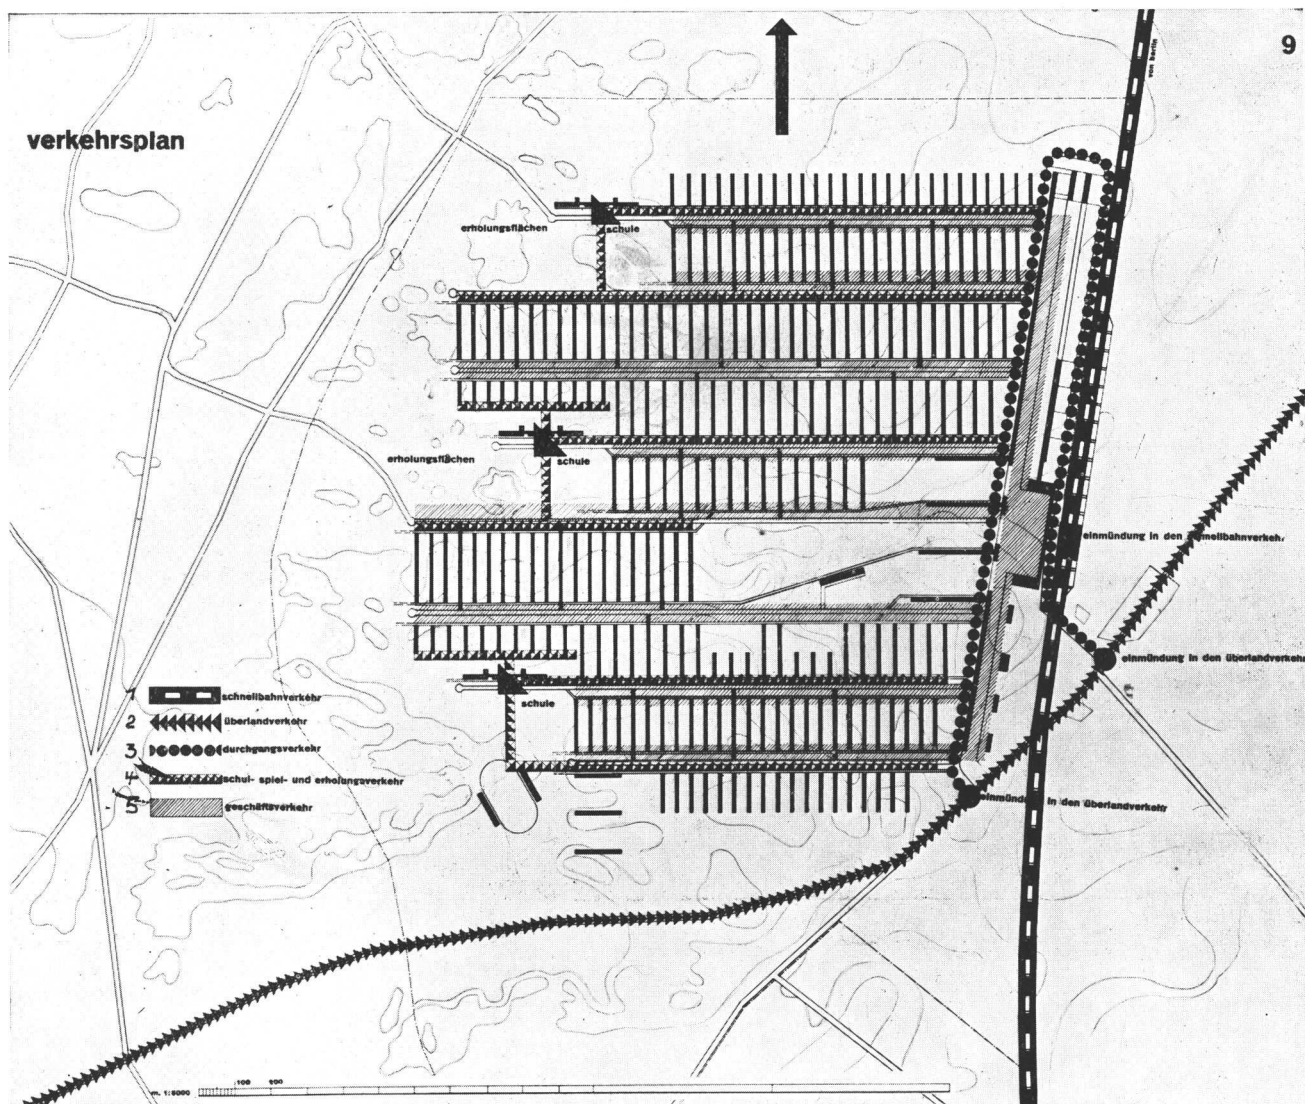 9
von berlin
verkehrsplan
erholungsflächen
schule
erholungsflächen
schule
einmündung in den schnellbahnverkeh.
einmündung in den überlandverkehr
schule
1 schnellbahnverkehr
2 überlandverkehr
3 durchgangsverkehr
4 schul- spiel- und erholungsverkehr
5 geschäftsverkehr
einmündung in den überlandverkehr
100 200
m. 1:5000